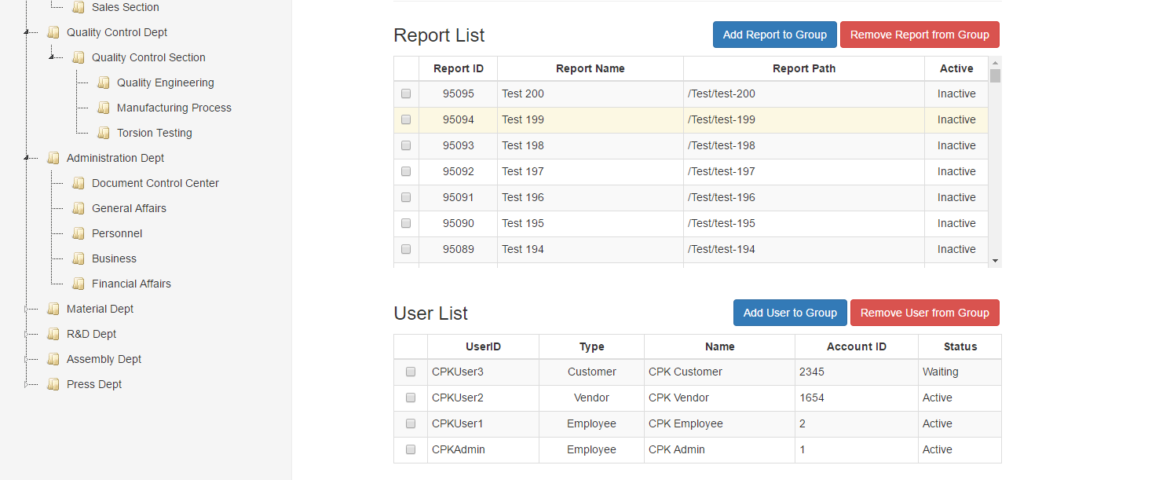 Sales Section
Quality Control Dept
Quality Control Section
Quality Engineering
Manufacturing Process
Torsion Testing
Administration Dept
Document Control Center
General Affairs
Personnel
Business
Financial Affairs
Material Dept
R&D Dept
Assembly Dept
Press Dept
Report List Add Report to Group Remove Report from Group
Report ID Report Name Report Path Active
95095 Test 200 /Test/test-200 Inactive
95094 Test 199 /Test/test-199 Inactive
95093 Test 198 /Test/test-198 Inactive
95092 Test 197 /Test/test-197 Inactive
95091 Test 196 /Test/test-196 Inactive
95090 Test 195 /Test/test-195 Inactive
95089 Test 194 /Test/test-194 Inactive
User List Add User to Group Remove User from Group
UserID Type Name Account ID Status
CPKUser3 Customer CPK Customer 2345 Waiting
CPKUser2 Vendor CPK Vendor 1654 Active
CPKUser1 Employee CPK Employee 2 Active
CPKAdmin Employee CPK Admin 1 Active